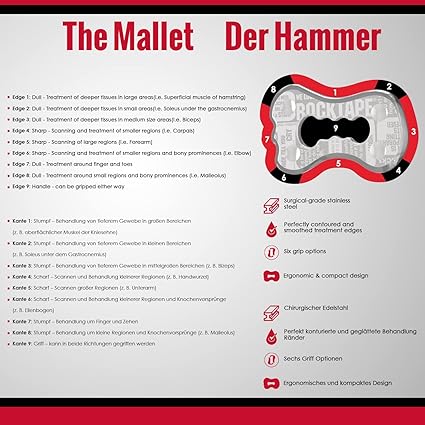 The Mallet Der Hammer
Edge 1: Dull - Treatment of deeper tissues in large areas(i.e. Superficial muscle of hamstring)
Edge 2: Dull - Treatment of deeper tissues in small areas(i.e. Soleus under the gastrocnemius)
Edge 3: Dull - Treatment of deeper tissues in medium size areas(i.e. Biceps)
Edge 4: Sharp - Scanning and treatment of smaller regions (i.e. Carpals)
Edge 5: Sharp - Scanning of large regions (i.e. Forearm)
Edge 6: Sharp - Scanning and treatment of smaller regions and bony prominences (i.e. Elbow)
Edge 7: Dull - Treatment around finger and toes
Edge 8: Dull - Treatment around small regions and bony prominences (i.e. Malleolus)
Edge 9: Handle - can be gripped either way
8 1 2
ROCKTAPE
7 9 3
6 5 4
Surgical-grade stainless
steel
Perfectly contoured and
smoothed treatment edges
Six grip options
Ergonomic & compact design
Kante 1: Stumpf – Behandlung von tieferem Gewebe in großen Bereichen
(z. B. oberflächlicher Muskel der Kniesehne)
Kante 2: Stumpf – Behandlung von tieferem Gewebe in kleinen Bereichen
(z. B. Soleus unter dem Gastrocnemius)
Kante 3: Stumpf – Behandlung von tieferem Gewebe in mittelgroßen Bereichen (z. B. Bizeps)
Kante 4: Scharf – Scannen und Behandlung kleinerer Regionen (z. B. Handwurzel)
Kante 5: Scharf – Scannen großer Regionen (z. B. Unterarm)
Kante 6: Scharf – Scannen und Behandlung kleinerer Regionen und Knochenvorsprünge
(z. B. Ellenbogen)
Kante 7: Stumpf – Behandlung um Finger und Zehen
Kante 8: Stumpf – Behandlung um kleine Regionen und Knochenvorsprünge (z. B. Malleolus)
Kante 9: Griff – kann in beide Richtungen gegriffen werden
Chirurgischer Edelstahl
Perfekt konturierte und geglättete Behandlung
Ränder
Sechs Griff Optionen
Ergonomisches und kompaktes Design